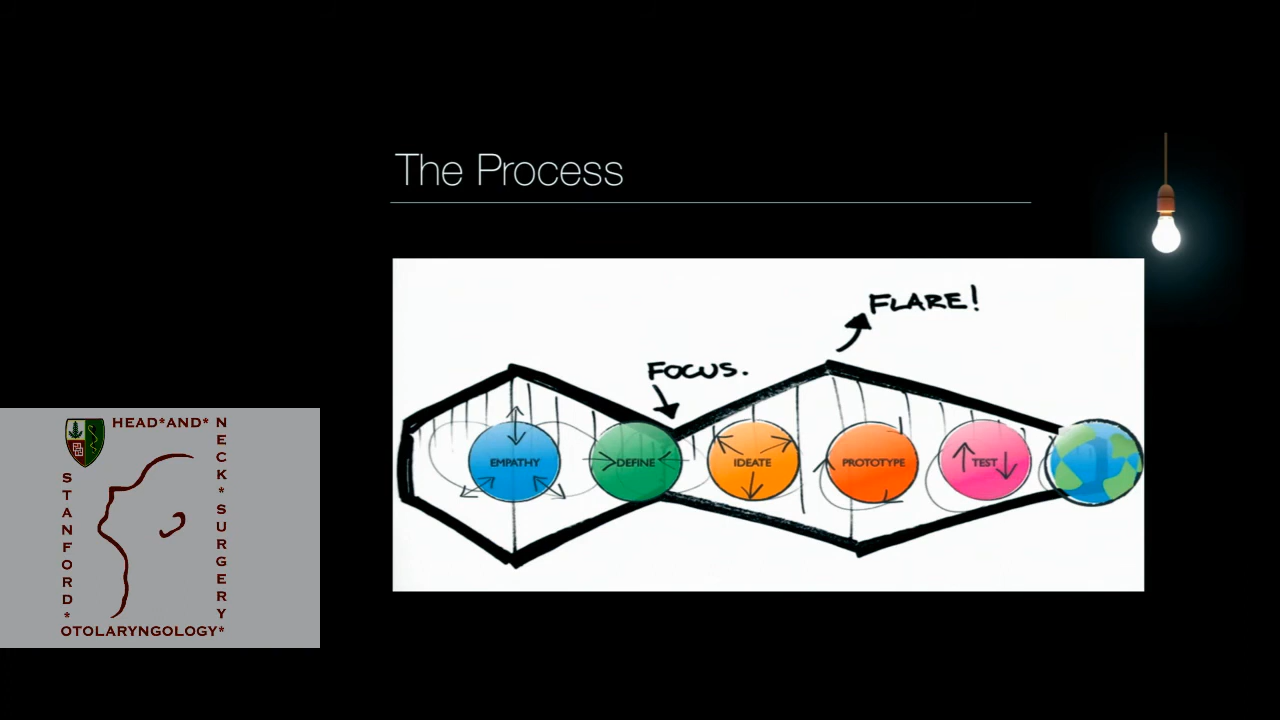 The Process
FLARE!
FOCUS.
EMPATHY
DEFINE
IDEATE
PROTOTYPE
TEST
HEAD*AND*
NECK*SURGERY*
STANFORD*
OTOLARYNGOLOGY*